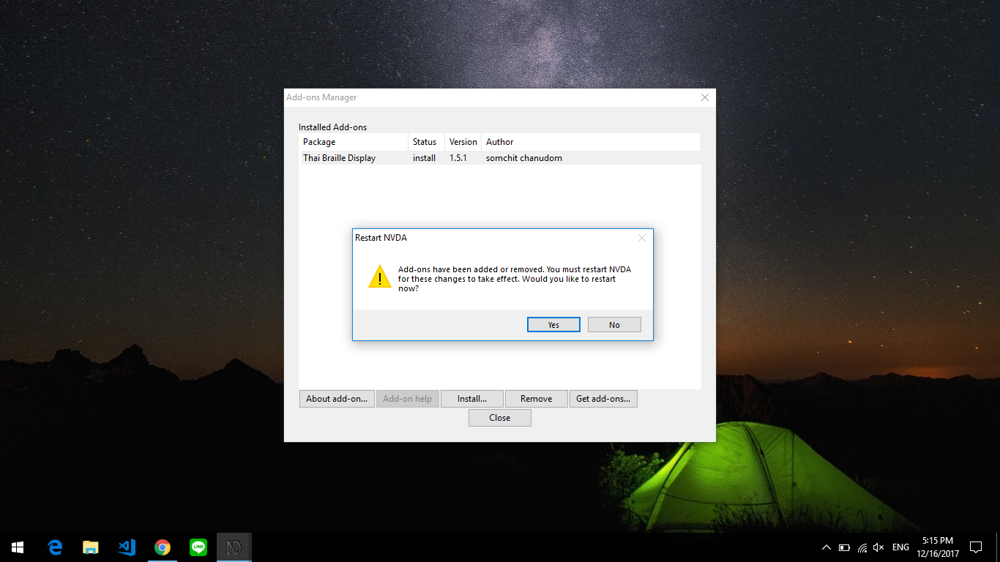 Add-ons Manager
Installed Add-ons
Package Status Version Author
Thai Braille Display install 1.5.1 somchit chanudom
Restart NVDA
Add-ons have been added or removed. You must restart NVDA
for these changes to take effect. Would you like to restart
now?
Yes No
About add-on... Add-on help Install... Remove Get add-ons...
Close
LINE
ENG
5:15 PM
12/16/2017